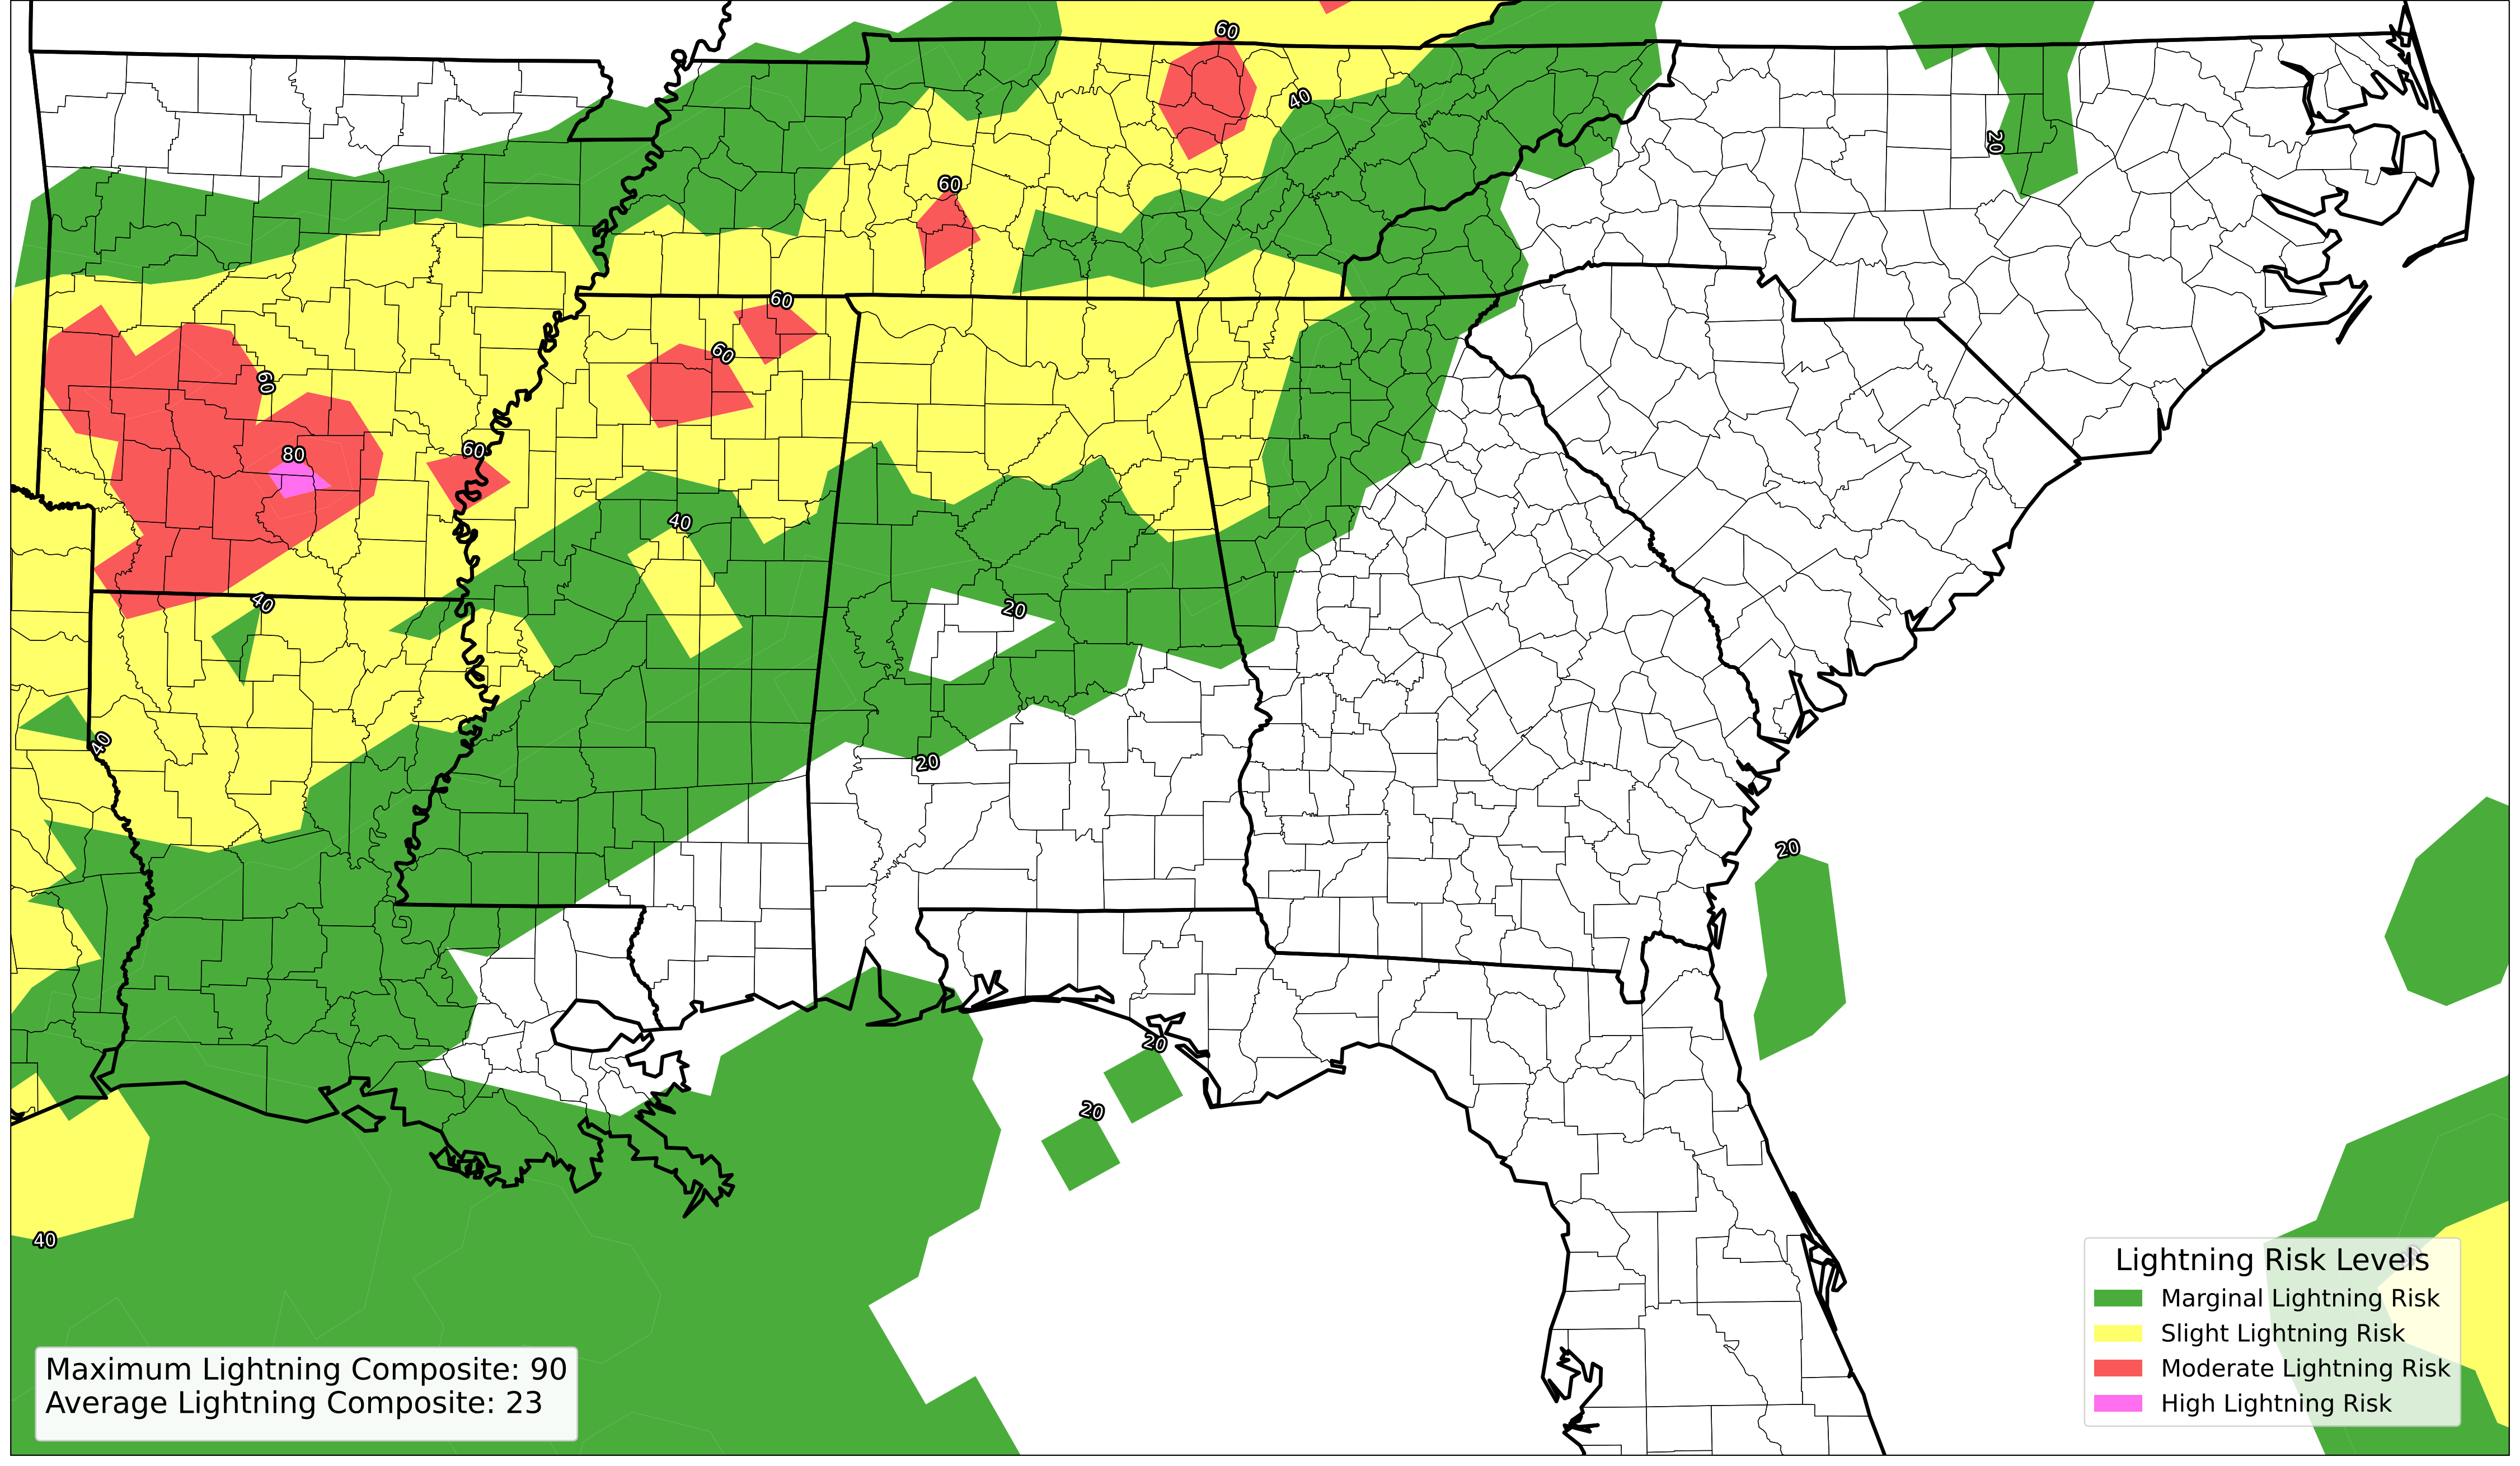 60
40
20
60
60
60
60
80
60
40
20
40
40
20
20
20
20
40
Lightning Risk Levels
Marginal Lightning Risk
Slight Lightning Risk
Moderate Lightning Risk
High Lightning Risk
Maximum Lightning Composite: 90
Average Lightning Composite: 23